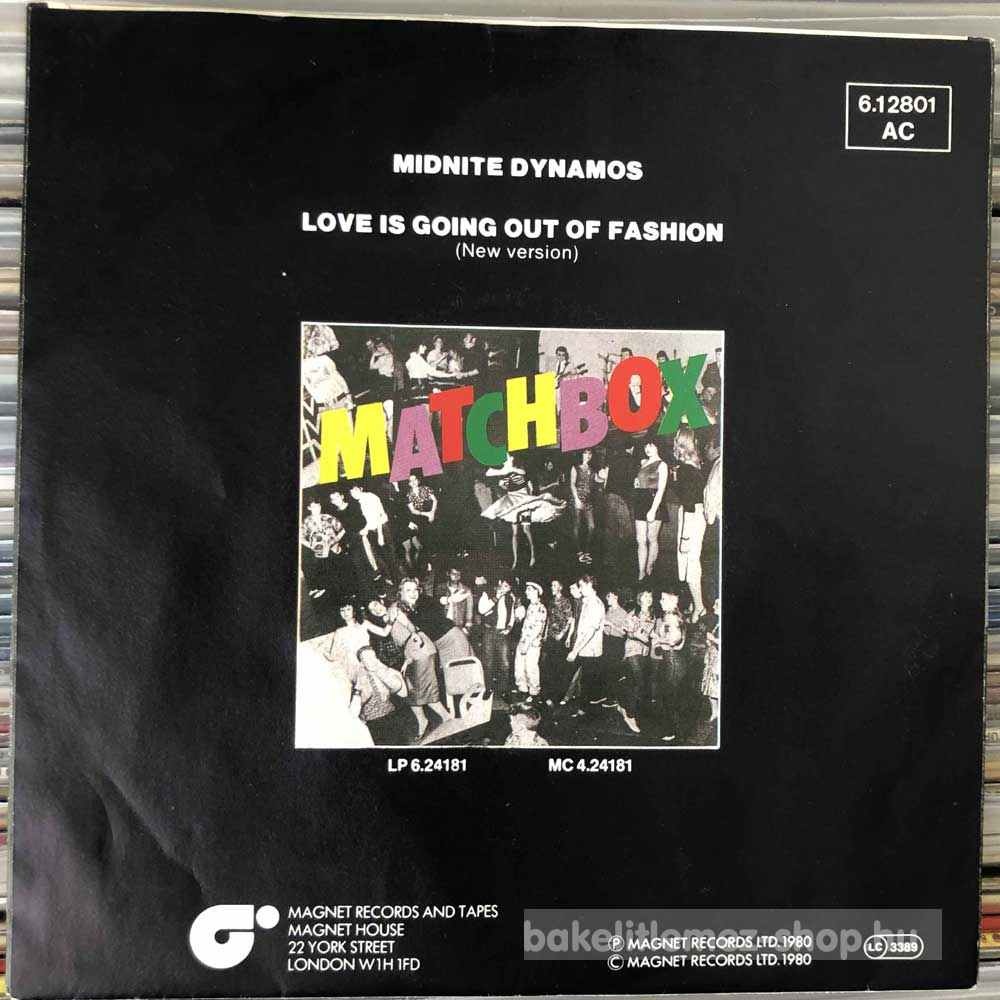 6.12801
AC
MIDNITE DYNAMOS
LOVE IS GOING OUT OF FASHION
(New version)
MATCHBOX
LP 6.24181 MC 4.24181
MAGNET RECORDS AND TAPES
MAGNET HOUSE
22 YORK STREET
LONDON W1H 1FD
bakelitlemez.shop.hu
Ⓟ MAGNET RECORDS LTD. 1980
© MAGNET RECORDS LTD. 1980
LC 3389